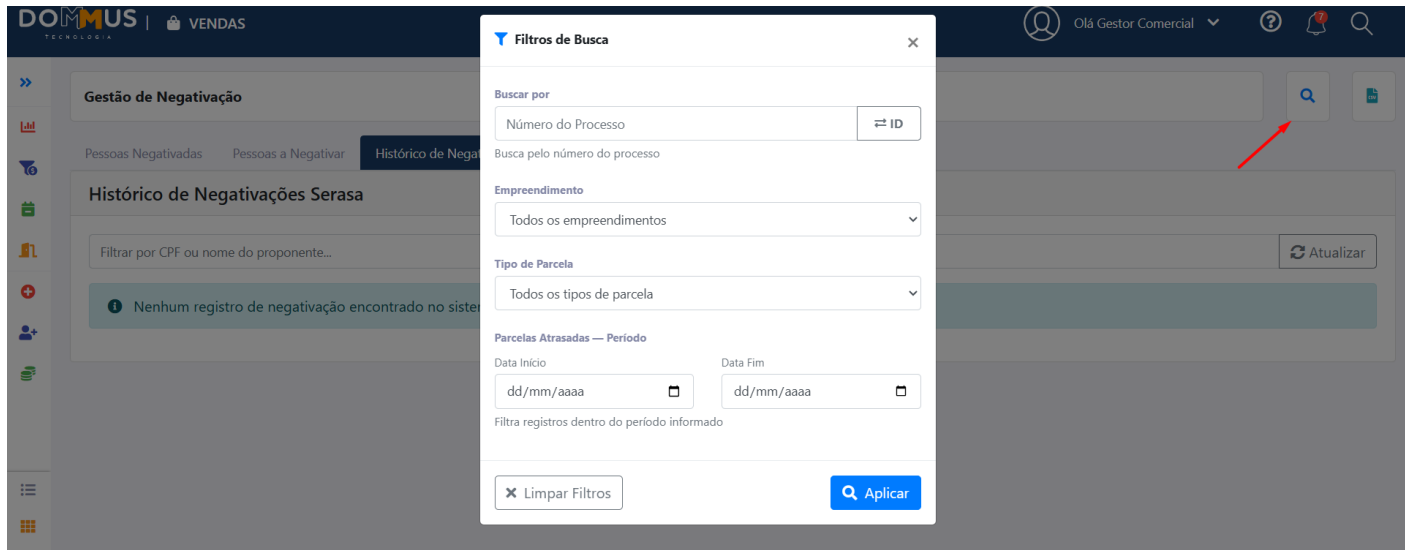 DOMMUS | VENDAS
TECNOLOGIA
Olá Gestor Comercial
7
Gestão de Negativação
Pessoas Negativadas
Pessoas a Negativar
Histórico de Negat
Histórico de Negativações Serasa
Filtrar por CPF ou nome do proponente...
Atualizar
Nenhum registro de negativação encontrado no sister
Filtros de Busca
×
Buscar por
Número do Processo
⇄ ID
Busca pelo número do processo
Empreendimento
Todos os empreendimentos
Tipo de Parcela
Todos os tipos de parcela
Parcelas Atrasadas — Período
Data Início
Data Fim
dd/mm/aaaa
dd/mm/aaaa
Filtra registros dentro do período informado
Limpar Filtros
Aplicar